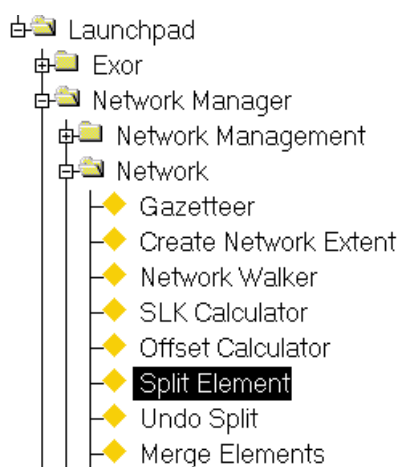 Launchpad
Exor
Network Manager
Network Management
Network
Gazetteer
Create Network Extent
Network Walker
SLK Calculator
Offset Calculator
Split Element
Undo Split
Merge Elements